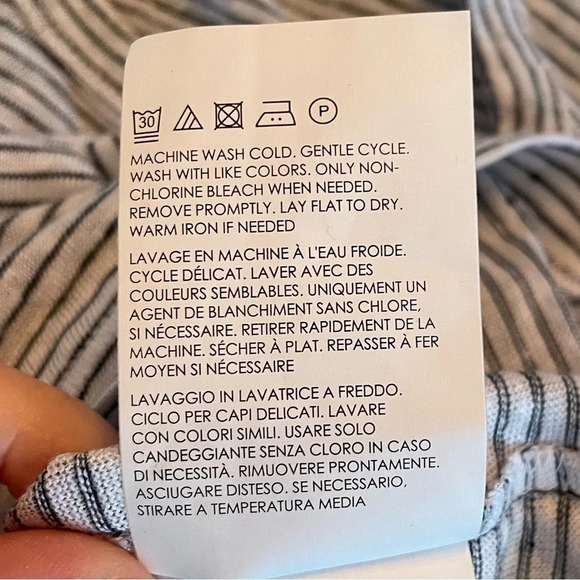 30 P
MACHINE WASH COLD. GENTLE CYCLE.
WASH WITH LIKE COLORS. ONLY NON-
CHLORINE BLEACH WHEN NEEDED.
REMOVE PROMPTLY. LAY FLAT TO DRY.
WARM IRON IF NEEDED
LAVAGE EN MACHINE À L'EAU FROIDE.
CYCLE DÉLICAT. LAVER AVEC DES
COULEURS SEMBLABLES. UNIQUEMENT UN
AGENT DE BLANCHIMENT SANS CHLORE,
SI NÉCESSAIRE. RETIRER RAPIDEMENT DE LA
MACHINE. SÉCHER À PLAT. REPASSER À FER
MOYEN SI NÉCESSAIRE
LAVAGGIO IN LAVATRICE A FREDDO.
CICLO PER CAPI DELICATI. LAVARE
CON COLORI SIMILI. USARE SOLO
CANDEGGIANTE SENZA CLORO IN CASO
DI NECESSITÀ. RIMUOVERE PRONTAMENTE.
ASCIUGARE DISTESO. SE NECESSARIO,
STIRARE A TEMPERATURA MEDIA